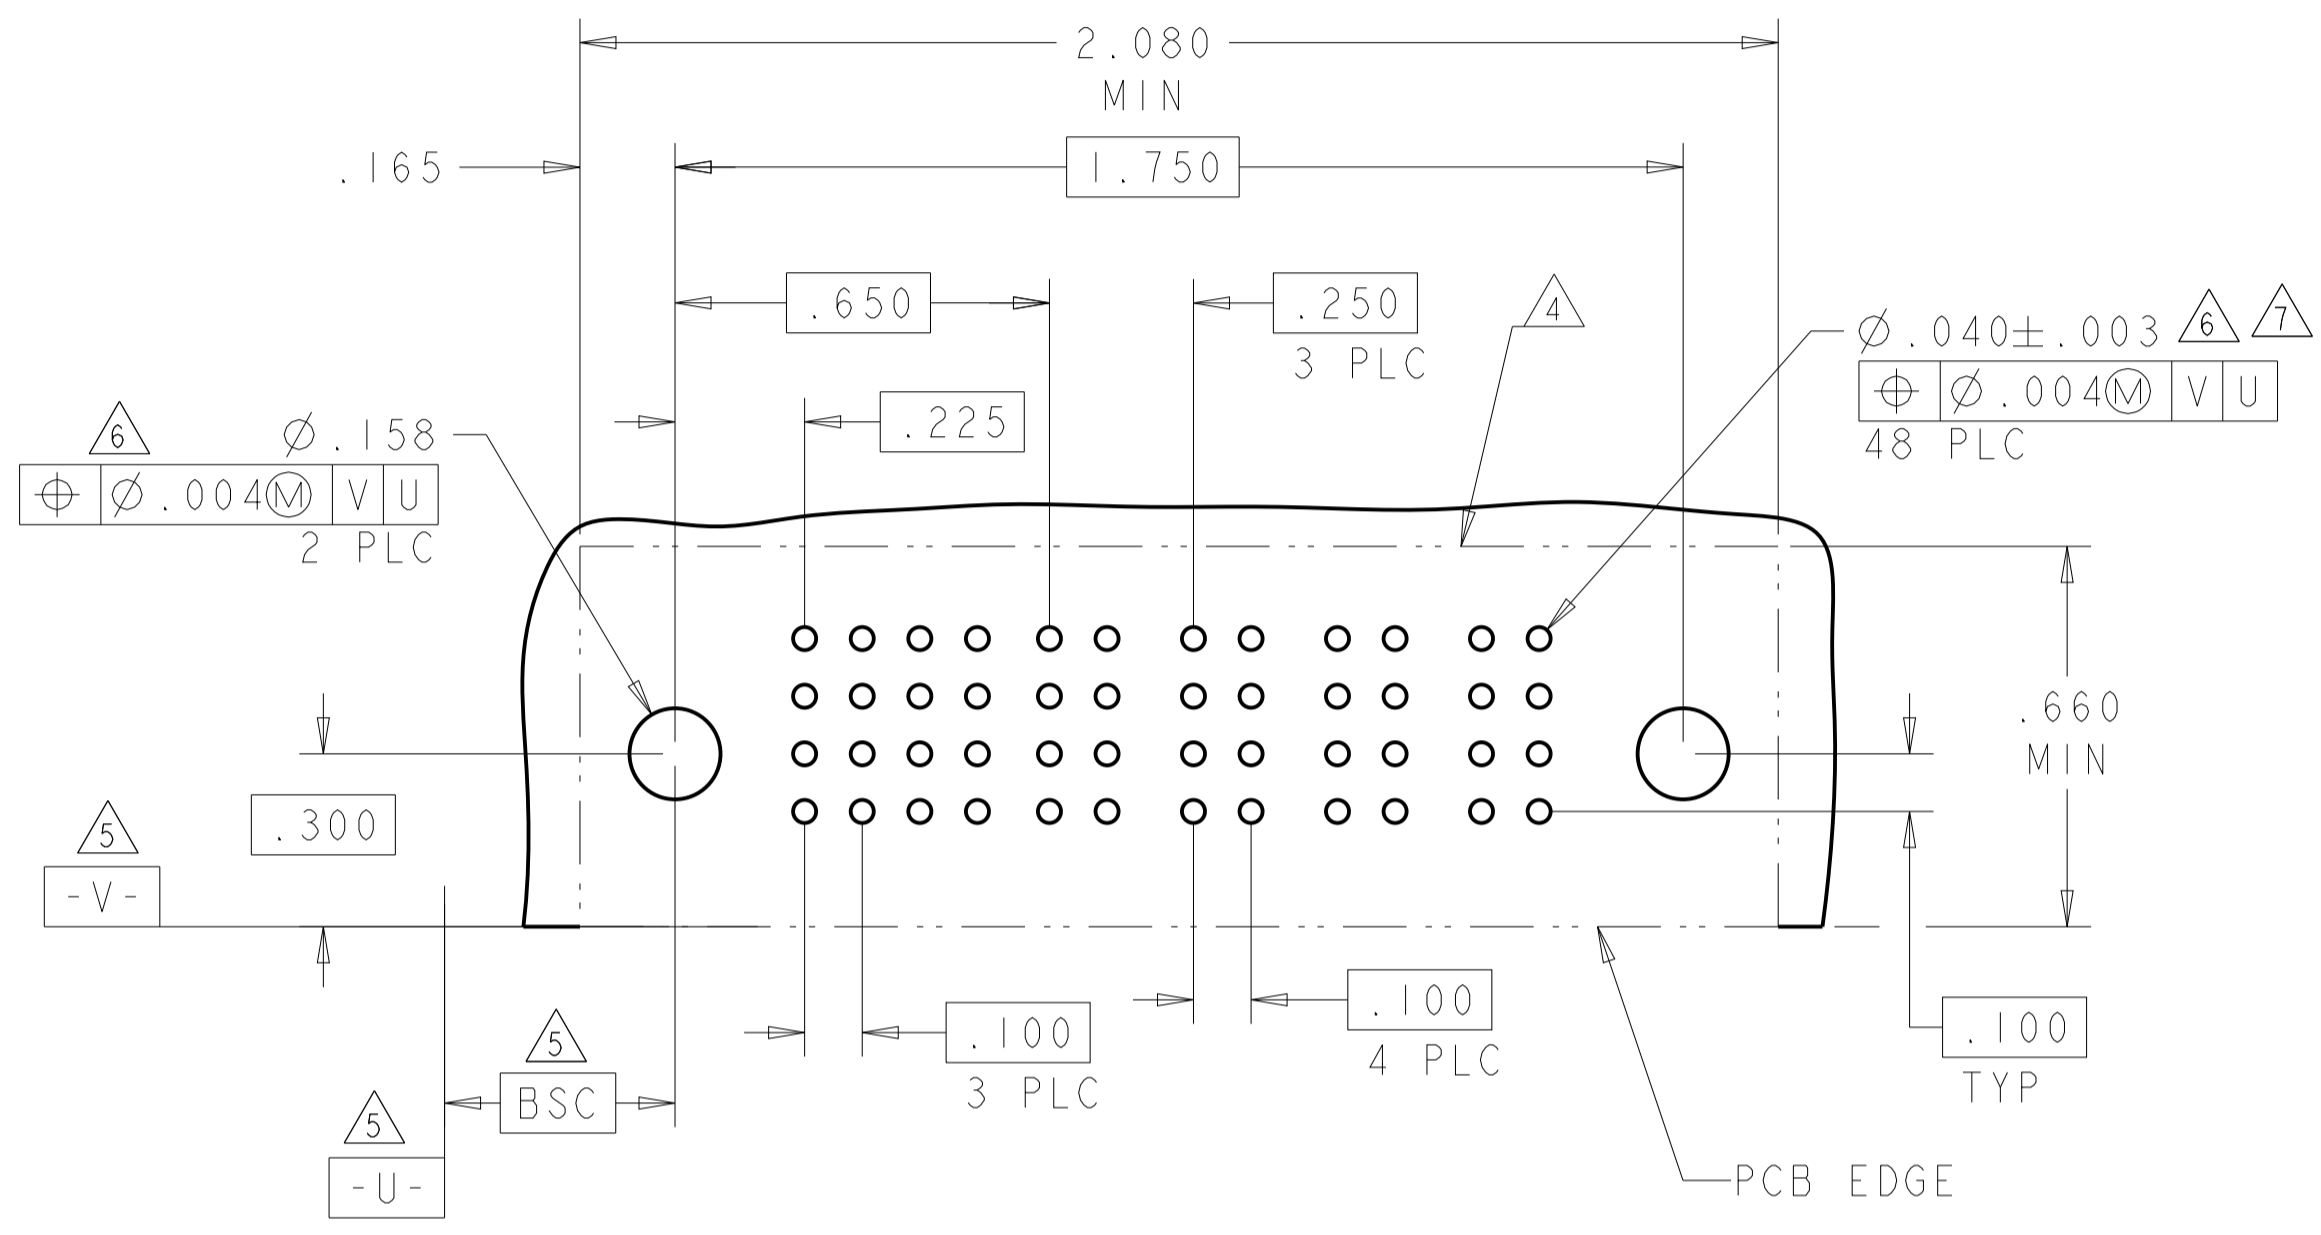 2.080
MIN
.165
1.750
.650
.250
3 PLC
4
⌀.040±.003 6 7
⌖ ⌀.004Ⓜ V U
48 PLC
.225
6 ⌀.158
⌖ ⌀.004Ⓜ V U
2 PLC
.660
MIN
.300
5
-V-
.100
4 PLC
.100
3 PLC
.100
TYP
5
BSC
5
-U-
PCB EDGE